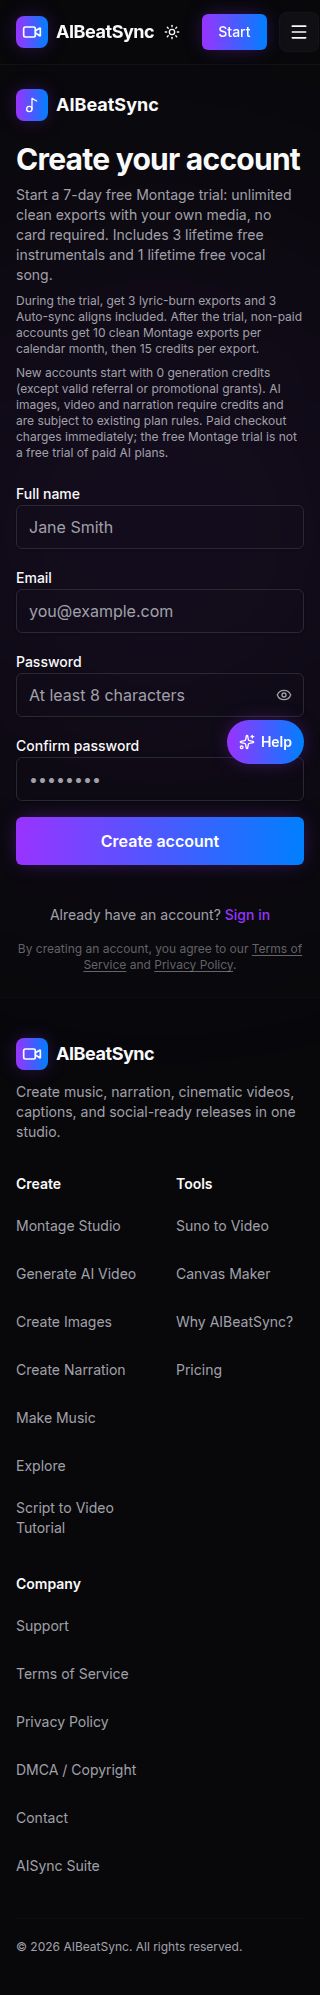 AIBeatSync
Start
AIBeatSync
Create your account
Start a 7-day free Montage trial: unlimited
clean exports with your own media, no
card required. Includes 3 lifetime free
instrumentals and 1 lifetime free vocal
song.
During the trial, get 3 lyric-burn exports and 3
Auto-sync aligns included. After the trial, non-paid
accounts get 10 clean Montage exports per
calendar month, then 15 credits per export.
New accounts start with 0 generation credits
(except valid referral or promotional grants). AI
images, video and narration require credits and
are subject to existing plan rules. Paid checkout
charges immediately; the free Montage trial is not
a free trial of paid AI plans.
Full name
Jane Smith
Email
you@example.com
Password
At least 8 characters
Help
Confirm password
••••••••
Create account
Already have an account? Sign in
By creating an account, you agree to our Terms of
Service and Privacy Policy.
AIBeatSync
Create music, narration, cinematic videos,
captions, and social-ready releases in one
studio.
Create
Montage Studio
Generate AI Video
Create Images
Create Narration
Make Music
Explore
Script to Video
Tutorial
Tools
Suno to Video
Canvas Maker
Why AIBeatSync?
Pricing
Company
Support
Terms of Service
Privacy Policy
DMCA / Copyright
Contact
AISync Suite
© 2026 AIBeatSync. All rights reserved.